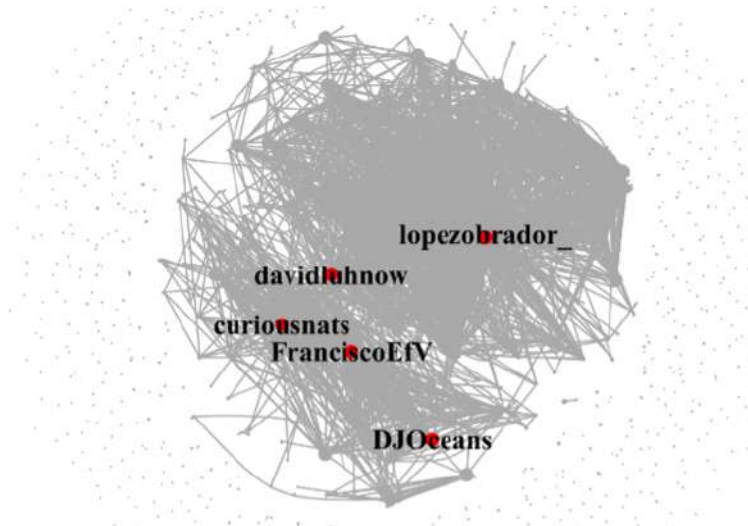 lopezobrador_
davidluhnow
curiousnats
FranciscoEfV
DJOceans